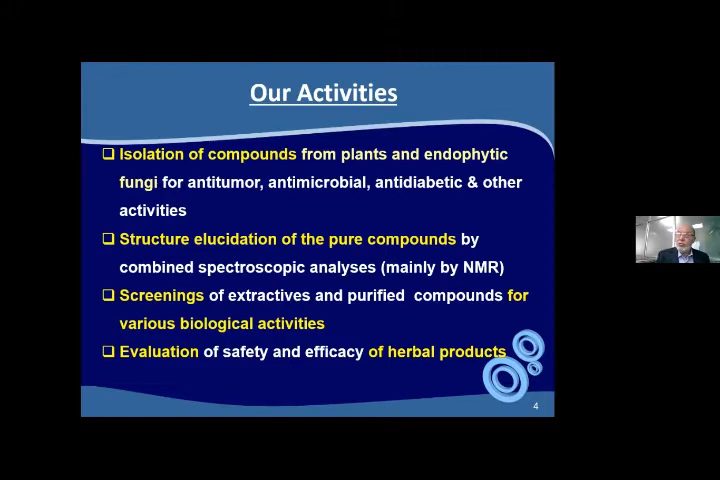 Our Activities
❑ Isolation of compounds from plants and endophytic
fungi for antitumor, antimicrobial, antidiabetic & other
activities
❑ Structure elucidation of the pure compounds by
combined spectroscopic analyses (mainly by NMR)
❑ Screenings of extractives and purified compounds for
various biological activities
❑ Evaluation of safety and efficacy of herbal products
4